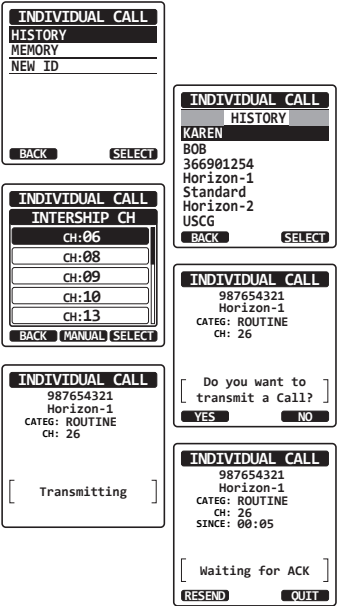 INDIVIDUAL CALL
HISTORY
MEMORY
NEW ID
BACK SELECT
INDIVIDUAL CALL
HISTORY
KAREN
BOB
366901254
Horizon-1
Standard
Horizon-2
USCG
BACK SELECT
INDIVIDUAL CALL
INTERSHIP CH
CH:06
CH:08
CH:09
CH:10
CH:13
BACK MANUAL SELECT
INDIVIDUAL CALL
987654321
Horizon-1
CATEG: ROUTINE
CH: 26
Do you want to
transmit a Call?
YES NO
INDIVIDUAL CALL
987654321
Horizon-1
CATEG: ROUTINE
CH: 26
Transmitting
INDIVIDUAL CALL
987654321
Horizon-1
CATEG: ROUTINE
CH: 26
SINCE: 00:05
Waiting for ACK
RESEND QUIT